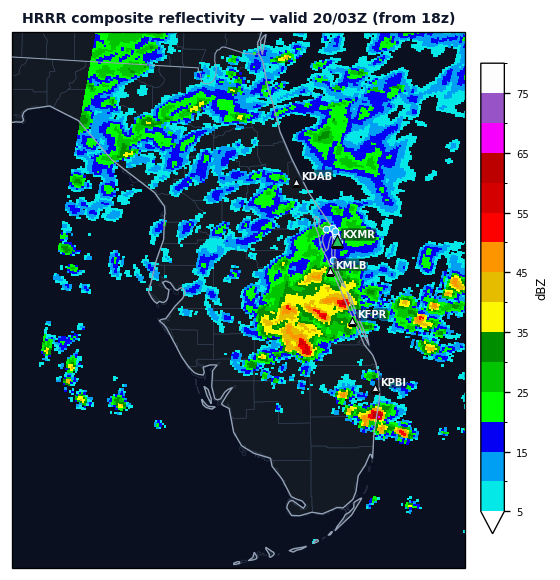 HRRR composite reflectivity — valid 20/03Z (from 18z)
KDAB
KXMR
KMLB
KFPR
KPBI
75
65
55
45
35
25
15
5
dBZ